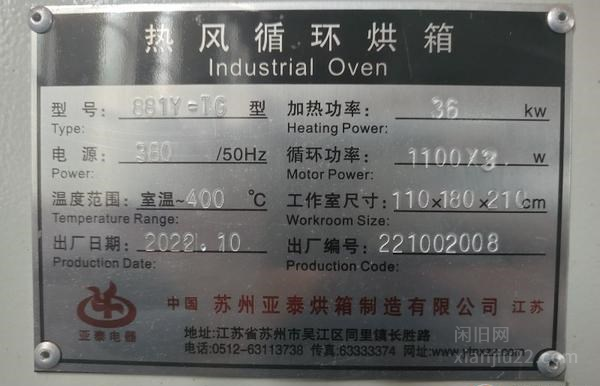 热风循环烘箱
Industrial Oven
型号: 881Y-TG 型 加热功率: 36 kw
Type: Heating Power:
电源: 380 /50Hz 循环功率: 1100X3 w
Power: Motor Power:
温度范围: 室温~400 ℃ 工作室尺寸: 110×180×210cm
Temperature Range: Workroom Size:
出厂日期: 2022.10 出厂编号: 221002008
Production Date: Production Code:
中国 苏州亚泰烘箱制造有限公司 江苏
亚泰电器
地址:江苏省苏州市吴江区同里镇长胜路
电话:0512-63113738 传真:63333374
闲旧网
xianjiu22.com